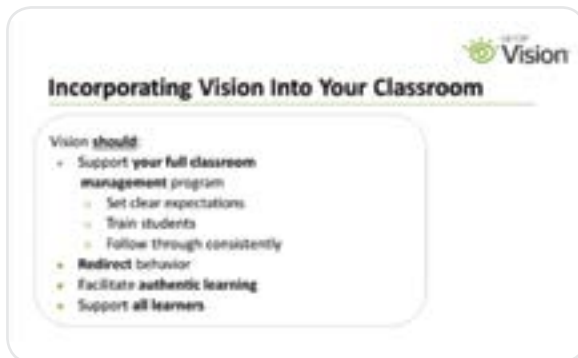 Vision
Incorporating Vision Into Your Classroom
Vision should:
Support your full classroom
management program
Set clear expectations
Train students
Follow through consistently
Redirect behavior
Facilitate authentic learning
Support all learners